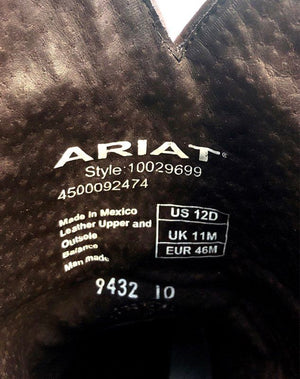 ARIAT®
Style: 10029699
4500092474
Made in Mexico
Leather Upper and
Outsole
Balance
Man made
US 12D
UK 11M
EUR 46M
9432 10